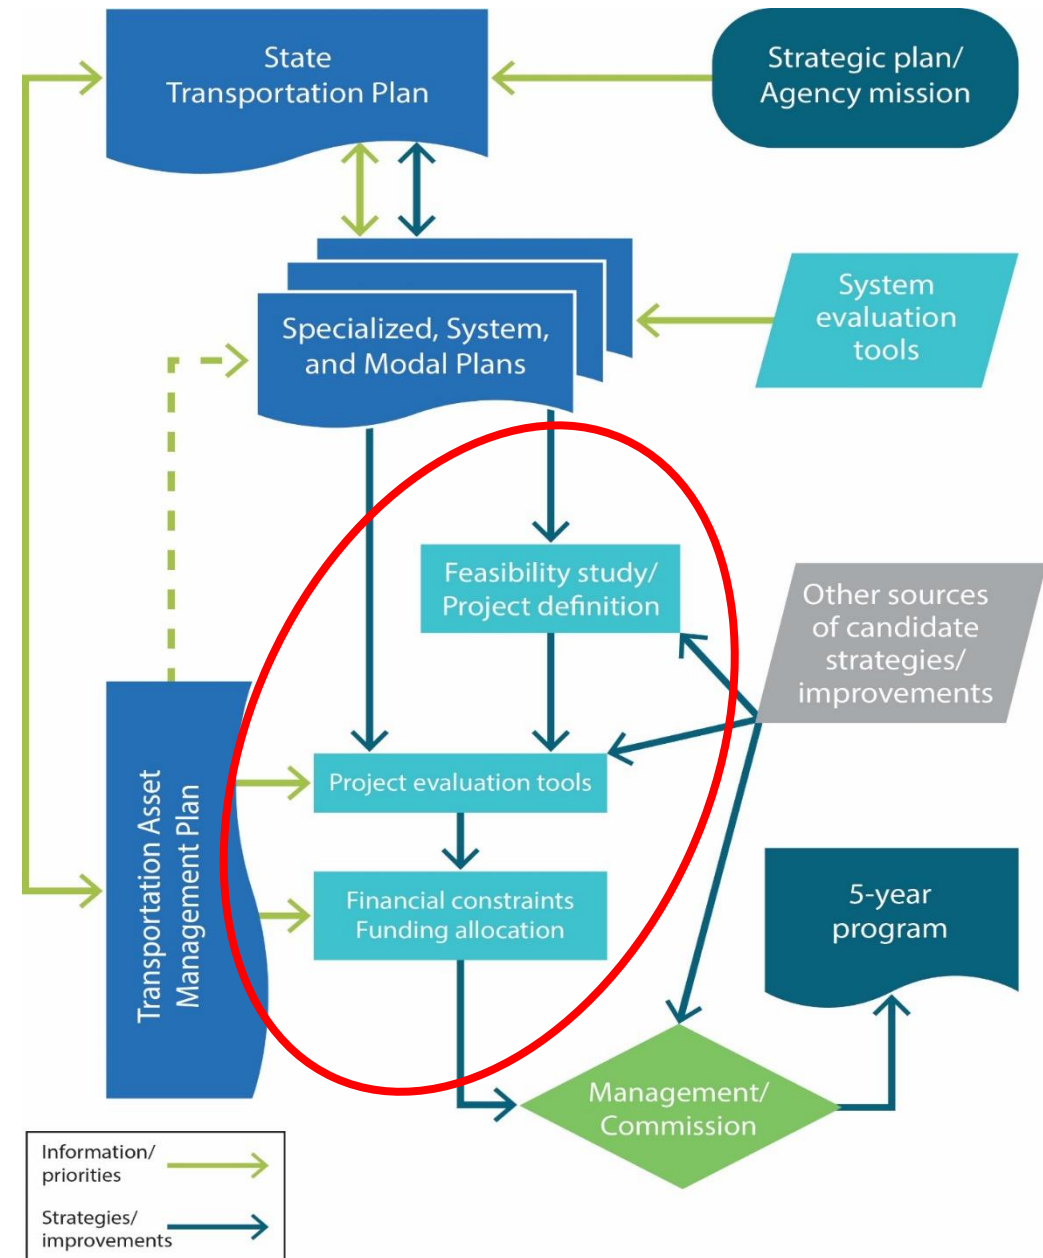 State
Transportation Plan
Strategic plan/
Agency mission
Specialized, System,
and Modal Plans
System
evaluation
tools
Feasibility study/
Project definition
Other sources
of candidate
strategies/
improvements
Transportation Asset
Management Plan
Project evaluation tools
Financial constraints
Funding allocation
5-year
program
Management/
Commission
Information/
priorities
Strategies/
improvements